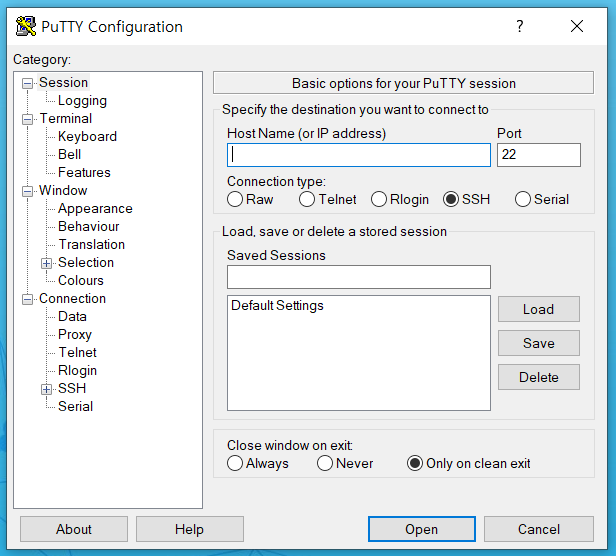 PuTTY Configuration ?
Category:
Session
Logging
Terminal
Keyboard
Bell
Features
Window
Appearance
Behaviour
Translation
Selection
Colours
Connection
Data
Proxy
Telnet
Rlogin
SSH
Serial
Basic options for your PuTTY session
Specify the destination you want to connect to
Host Name (or IP address) Port
22
Connection type:
Raw Telnet Rlogin SSH Serial
Load, save or delete a stored session
Saved Sessions
Default Settings
Load
Save
Delete
Close window on exit:
Always Never Only on clean exit
About Help Open Cancel